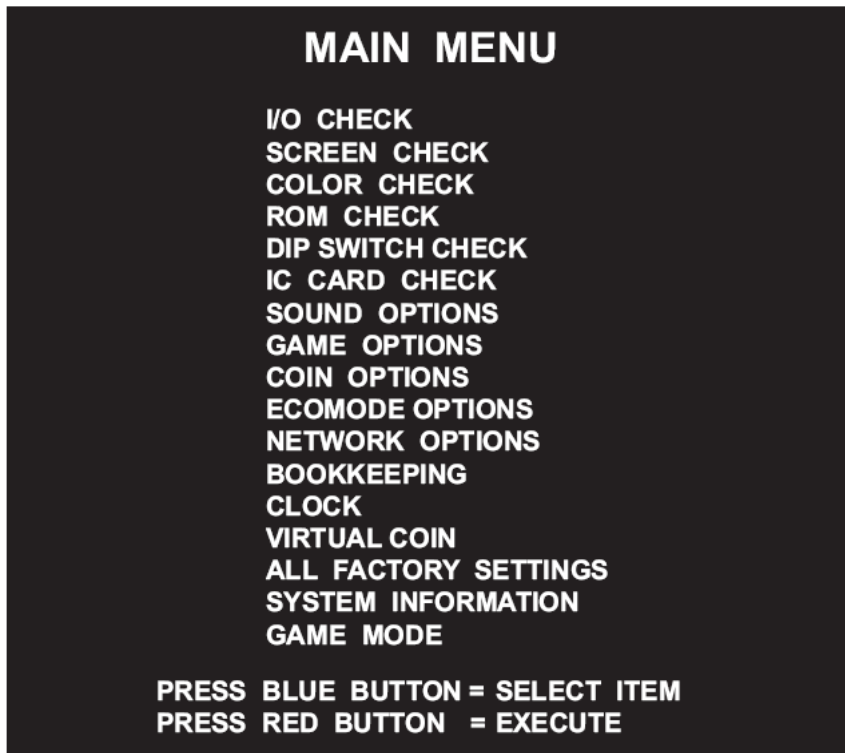 MAIN MENU
I/O CHECK
SCREEN CHECK
COLOR CHECK
ROM CHECK
DIP SWITCH CHECK
IC CARD CHECK
SOUND OPTIONS
GAME OPTIONS
COIN OPTIONS
ECOMODE OPTIONS
NETWORK OPTIONS
BOOKKEEPING
CLOCK
VIRTUAL COIN
ALL FACTORY SETTINGS
SYSTEM INFORMATION
GAME MODE
PRESS BLUE BUTTON = SELECT ITEM
PRESS RED BUTTON = EXECUTE